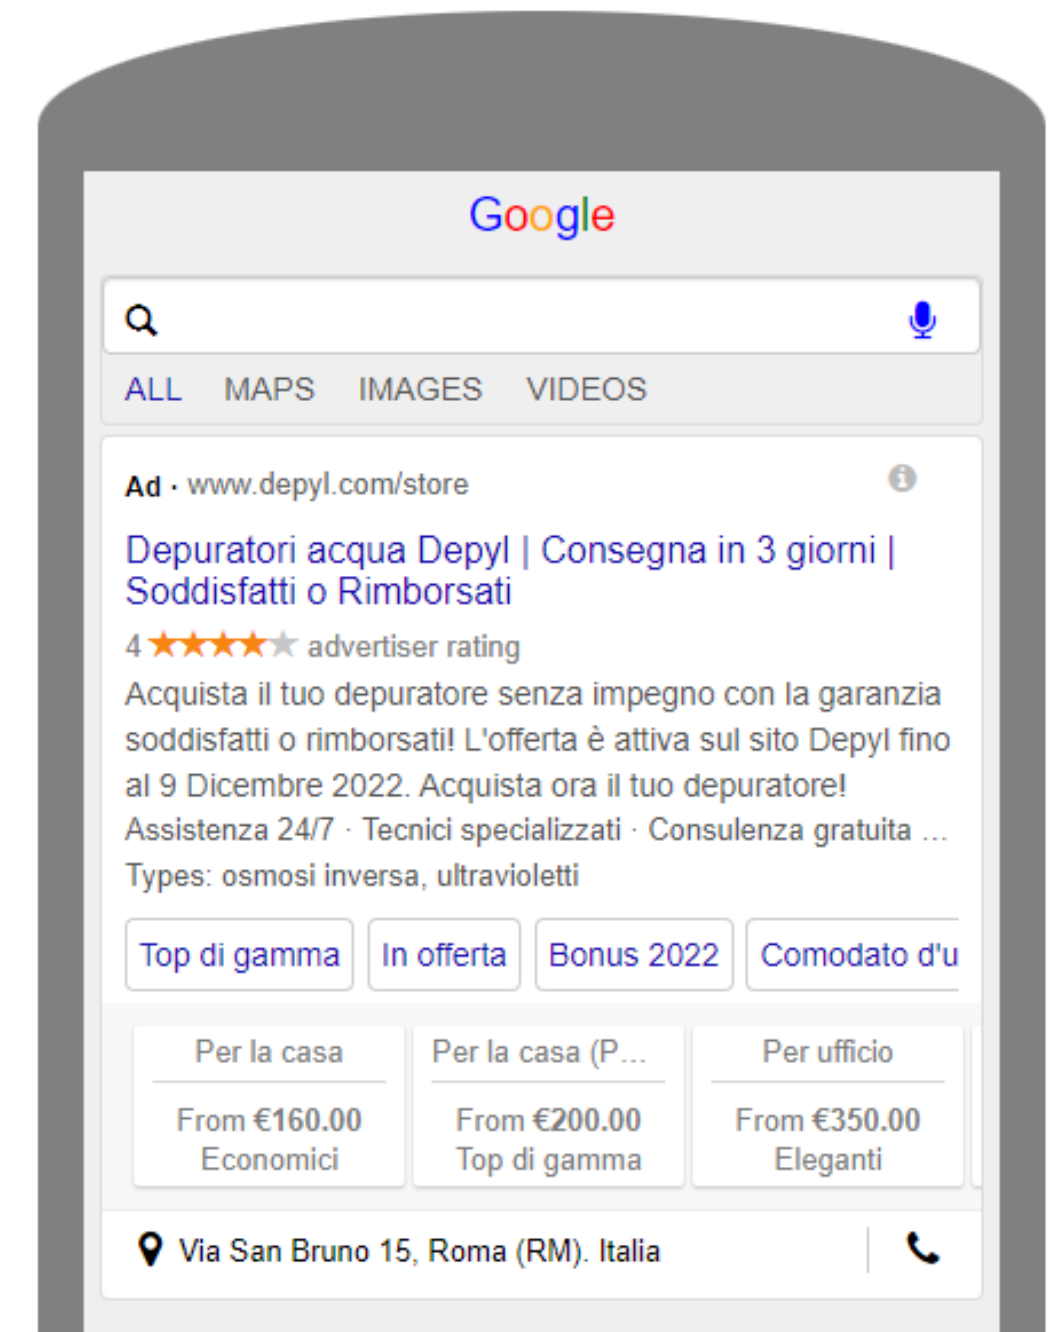 Google
ALL MAPS IMAGES VIDEOS
Ad · www.depyl.com/store
Depuratori acqua Depyl | Consegna in 3 giorni |
Soddisfatti o Rimborsati
4 advertiser rating
Acquista il tuo depuratore senza impegno con la garanzia
soddisfatti o rimborsati! L'offerta è attiva sul sito Depyl fino
al 9 Dicembre 2022. Acquista ora il tuo depuratore!
Assistenza 24/7 · Tecnici specializzati · Consulenza gratuita ...
Types: osmosi inversa, ultravioletti
Top di gamma In offerta Bonus 2022 Comodato d'u
Per la casa Per la casa (P... Per ufficio
From €160.00 From €200.00 From €350.00
Economici Top di gamma Eleganti
Via San Bruno 15, Roma (RM). Italia